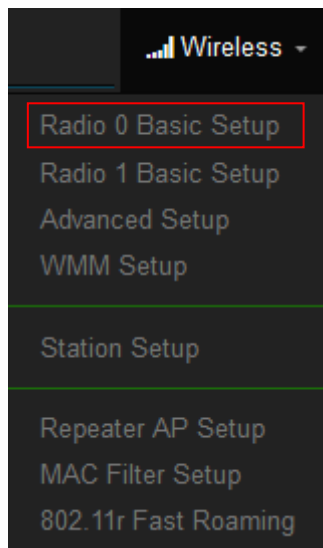 Wireless
Radio 0 Basic Setup
Radio 1 Basic Setup
Advanced Setup
WMM Setup
Station Setup
Repeater AP Setup
MAC Filter Setup
802.11r Fast Roaming